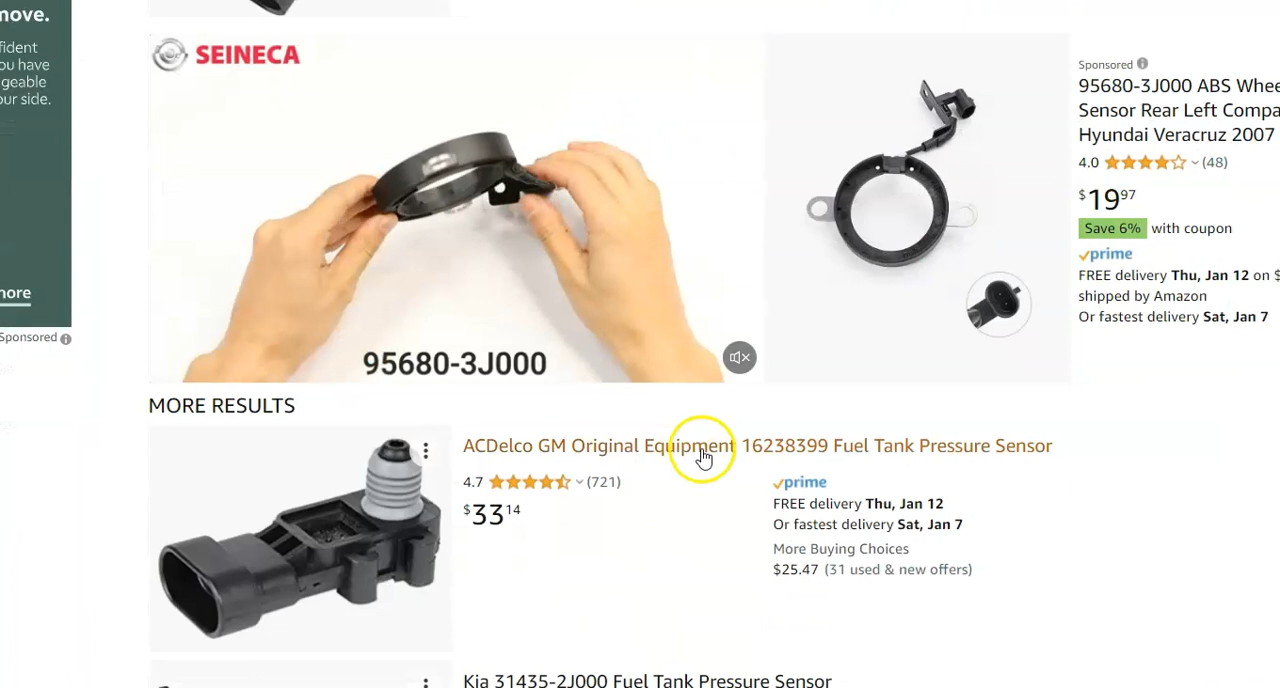 nove.
fident
ou have
geable
our side.
nore
Sponsored
SEINECA
95680-3J000
Sponsored
95680-3J000 ABS Whee
Sensor Rear Left Compa
Hyundai Veracruz 2007
4.0 (48)
$19 97
Save 6% with coupon
prime
FREE delivery Thu, Jan 12 on $
shipped by Amazon
Or fastest delivery Sat, Jan 7
MORE RESULTS
ACDelco GM Original Equipment 16238399 Fuel Tank Pressure Sensor
4.7 (721)
$33 14
prime
FREE delivery Thu, Jan 12
Or fastest delivery Sat, Jan 7
More Buying Choices
$25.47 (31 used & new offers)
Kia 31435-2J000 Fuel Tank Pressure Sensor